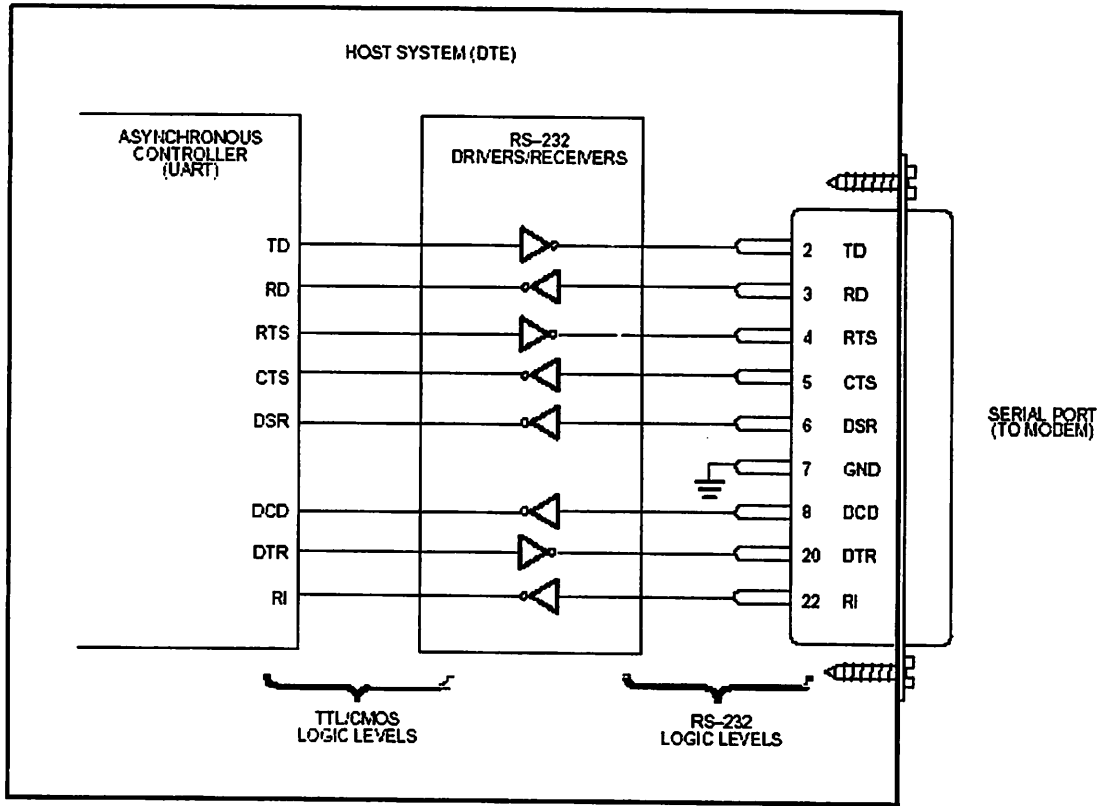 HOST SYSTEM (DTE)
ASYNCHRONOUS
CONTROLLER
(UART)
RS–232
DRIVERS/RECEIVERS
TD
2 TD
RD
3 RD
RTS
4 RTS
CTS
5 CTS
DSR
6 DSR
7 GND
DCD
8 DCD
DTR
20 DTR
RI
22 RI
SERIAL PORT
(TO MODEM)
TTL/CMOS
LOGIC LEVELS
RS–232
LOGIC LEVELS